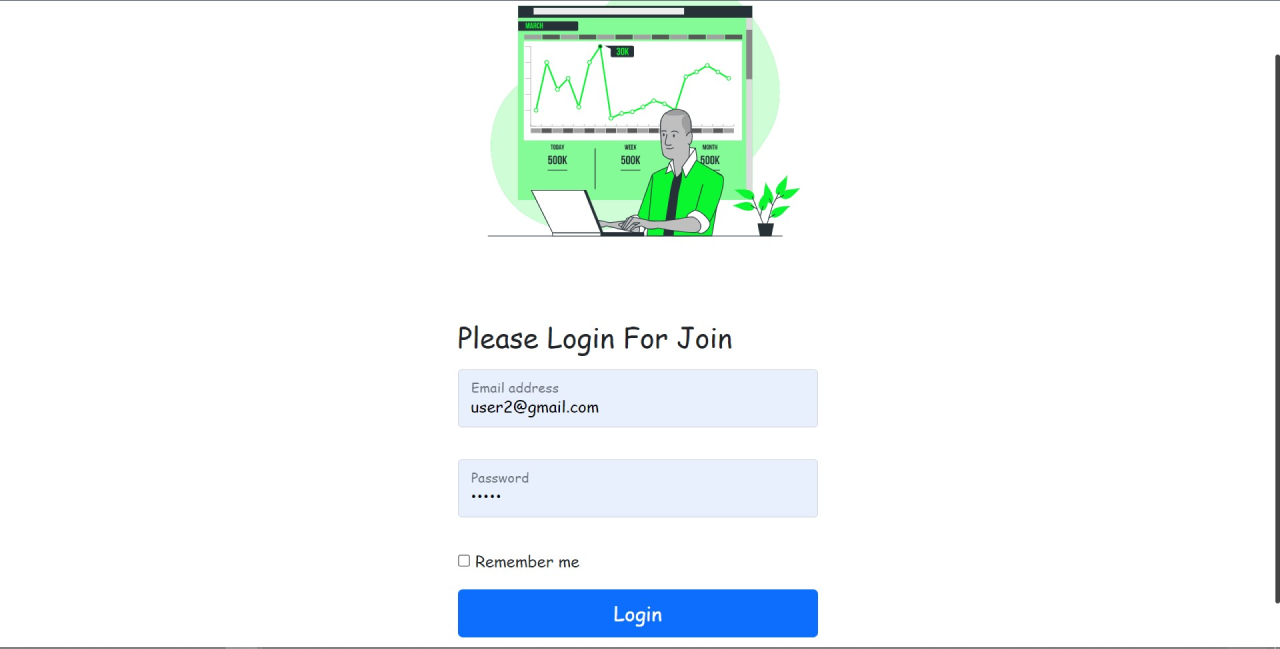 MARCH
30K
TODAY
WEEK
MONTH
500K
500K
500K
Please Login For Join
Email address
user2@gmail.com
Password
•••••
Remember me
Login